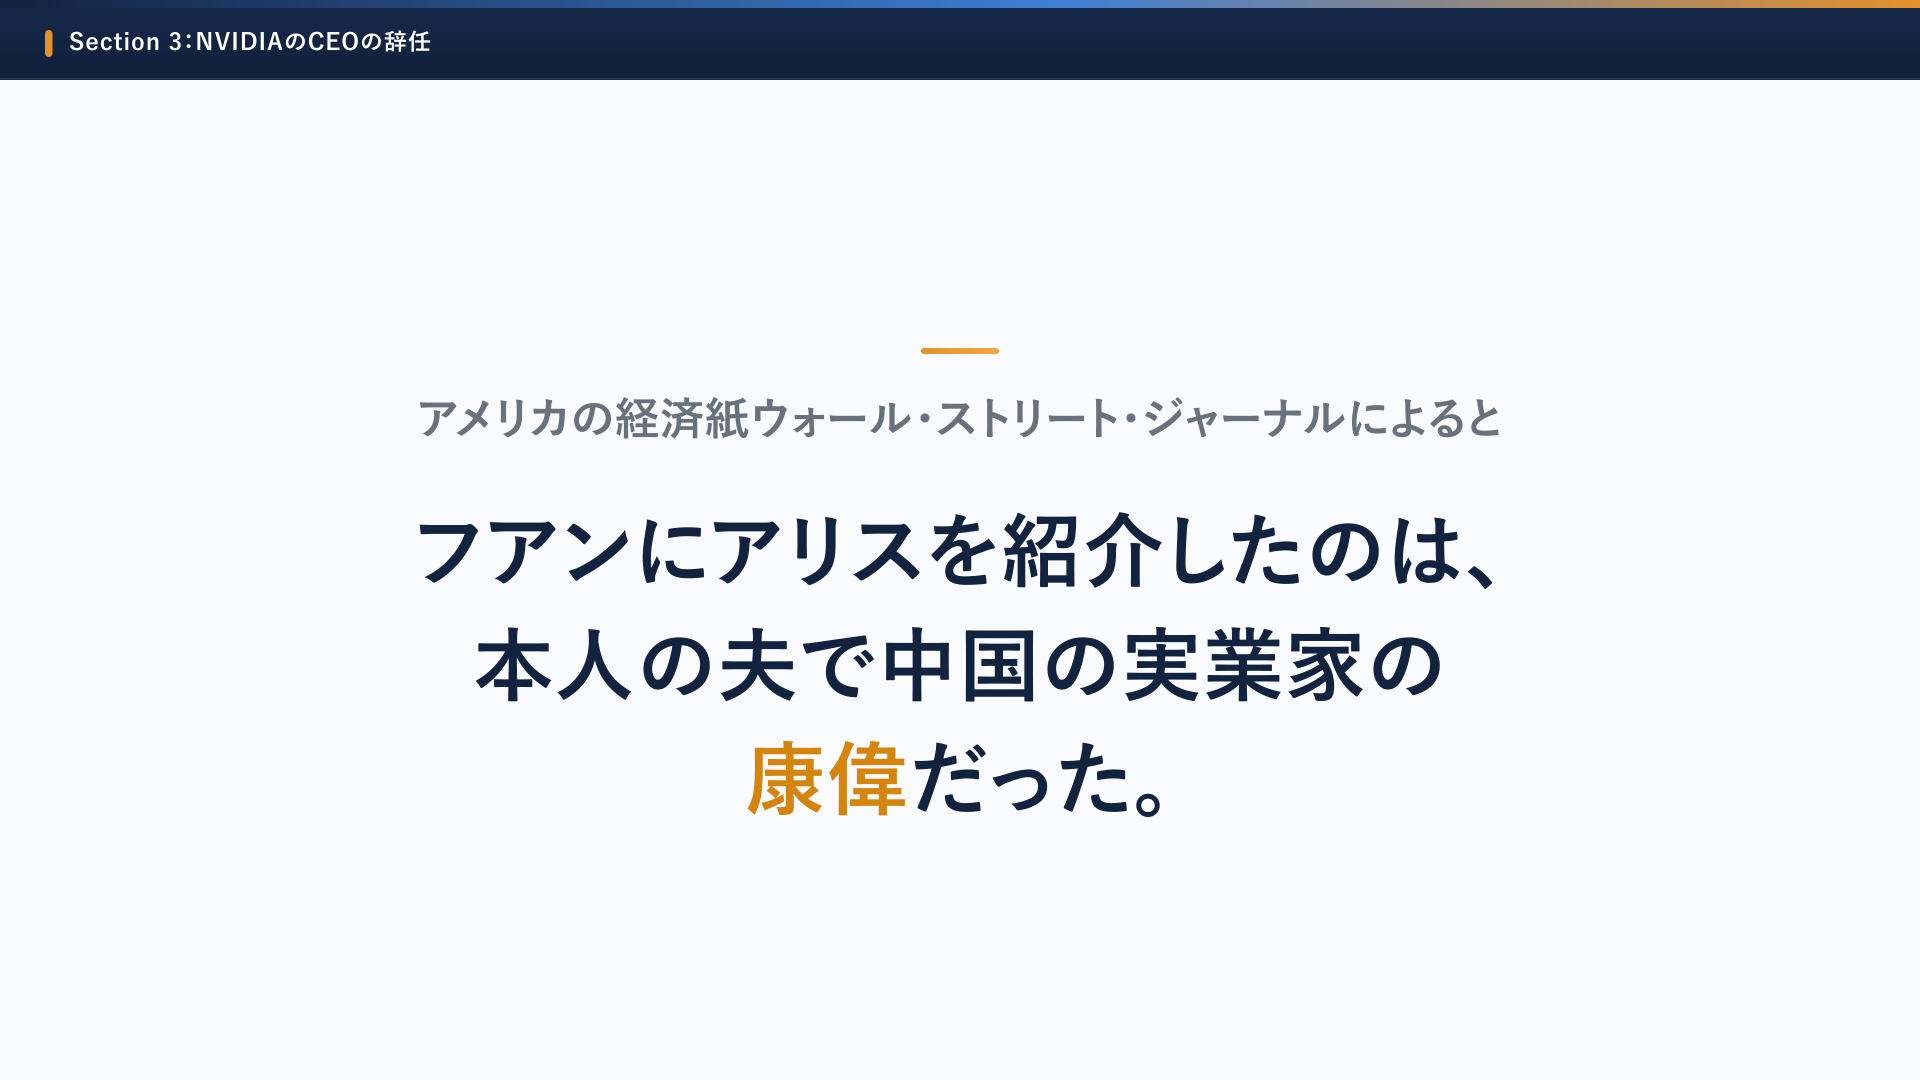 Section 3：NVIDIAのCEOの辞任
アメリカの経済紙ウォール・ストリート・ジャーナルによると
フアンにアリスを紹介したのは、
本人の夫で中国の実業家の
康偉だった。